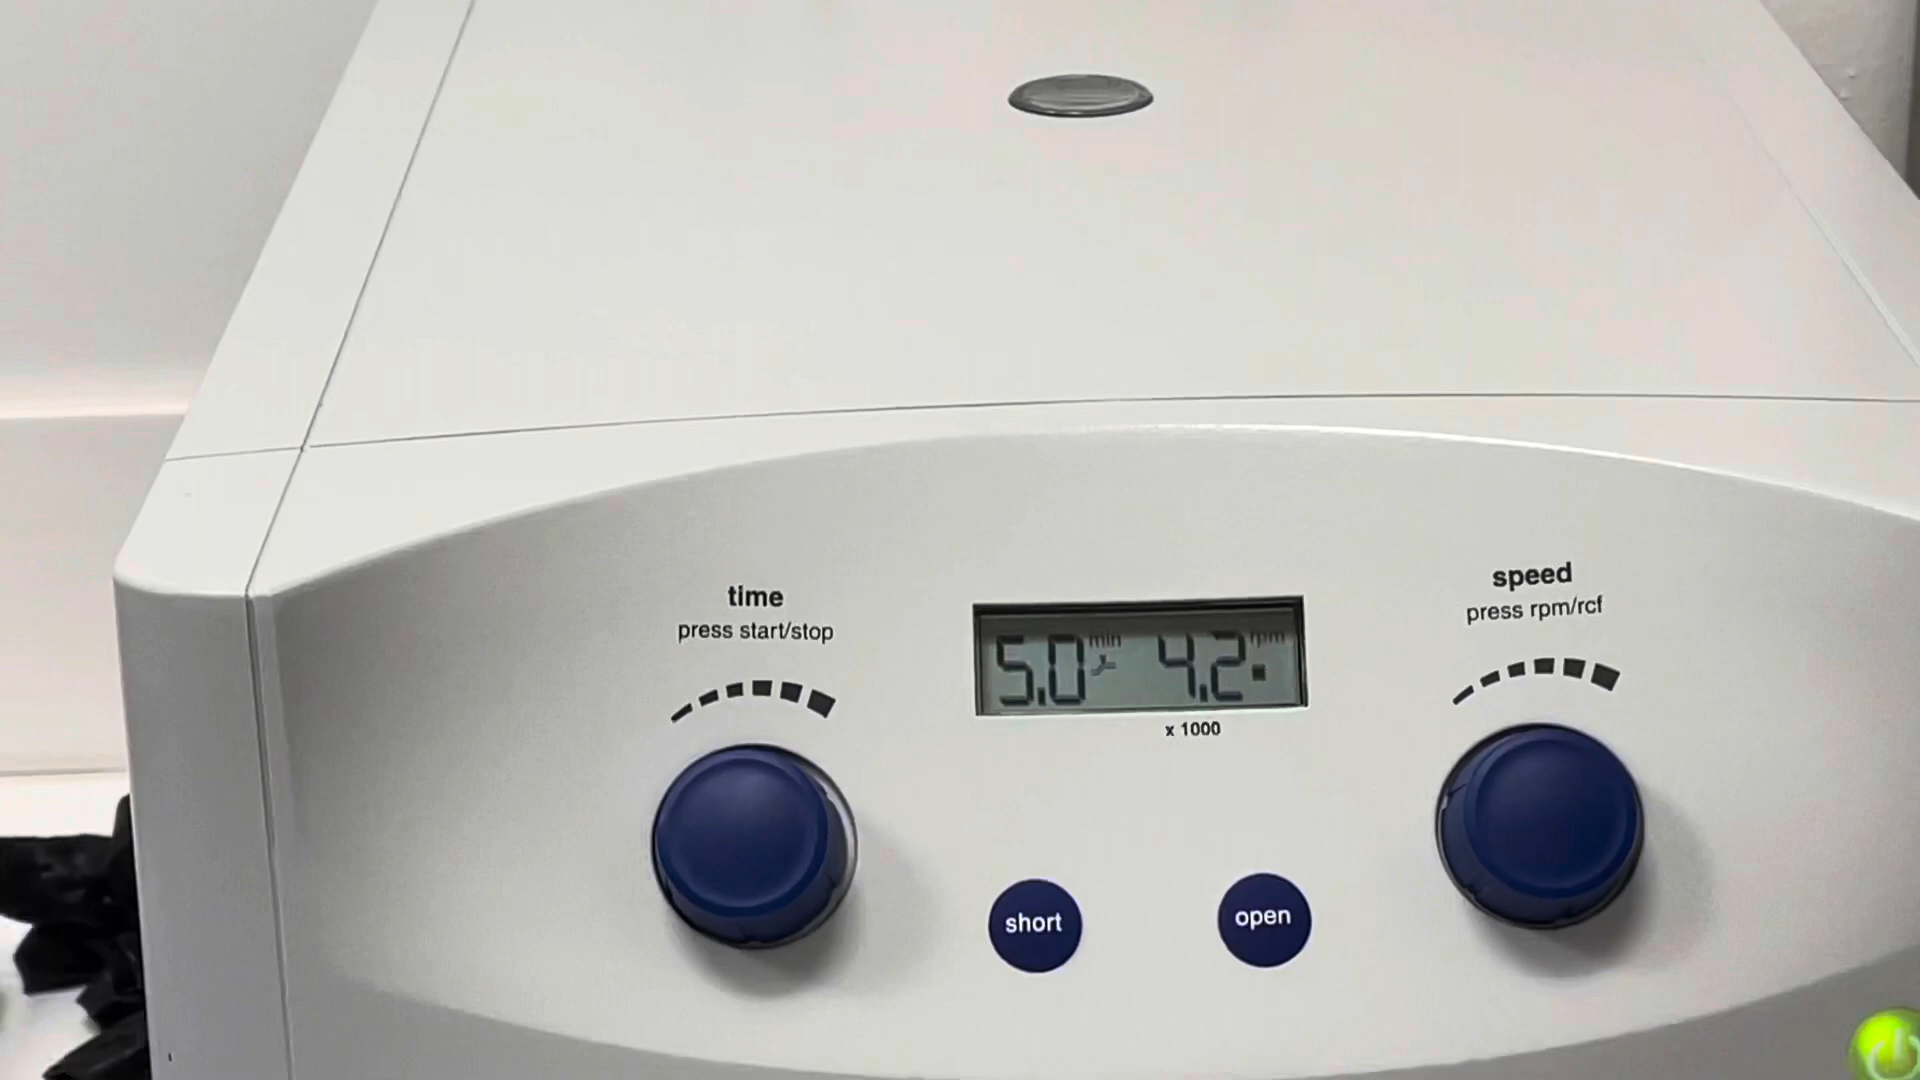 time
press start/stop
speed
press rpm/rcf
5.0 min 4.2 rpm
x 1000
short
open